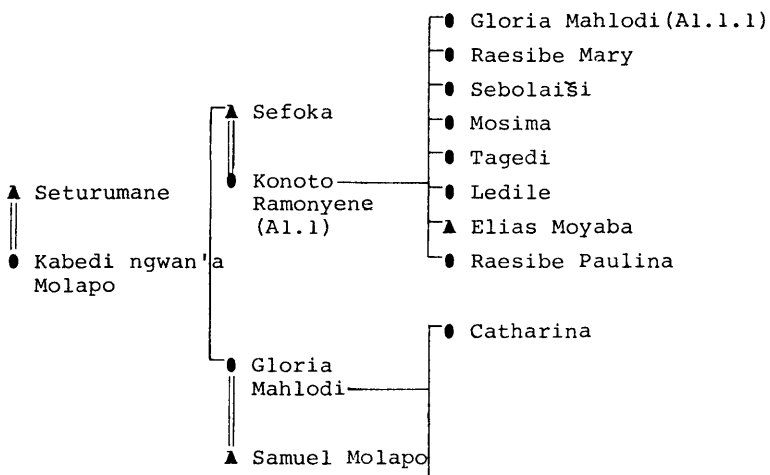 Gloria Mahlodi(A1.1.1)
Raesibe Mary
Sebolaiši
Mosima
Tagedi
Ledile
Elias Moyaba
Raesibe Paulina
Sefoka
Konoto
Ramonyene
(A1.1)
Seturumane
Kabedi ngwan'a
Molapo
Catharina
Gloria
Mahlodi
Samuel Molapo